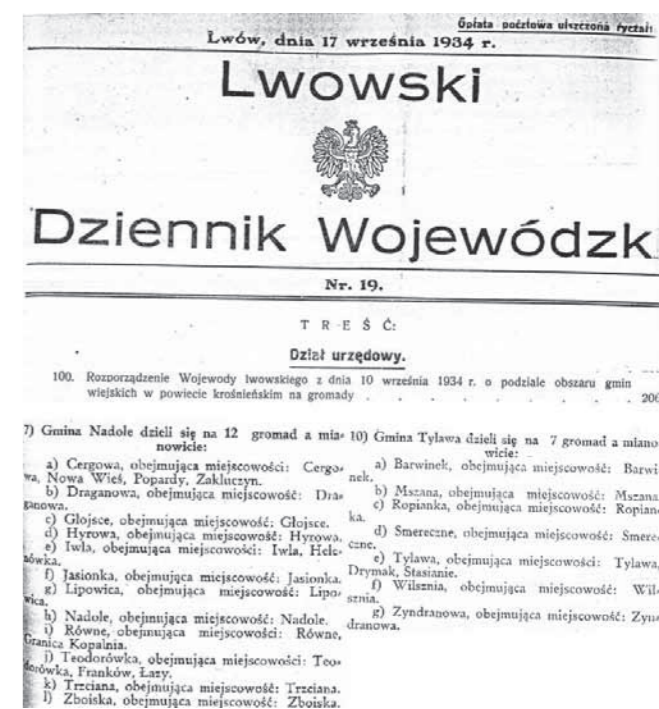 Opłata pocztowa uiszczona ryczał
Lwów, dnia 17 września 1934 r.
Lwowski
Dziennik Wojewódzk
Nr. 19.
TREŚĆ:
Dział urzędowy.
100. Rozporządzenie Wojewody lwowskiego z dnia 10 września 1934 r. o podziale obszaru gmin
wiejskich w powiecie krośnieńskim na gromady . . . . . . . . 206
7) Gmina Nadole dzieli się na 12 gromad a mia-
nowicie:
a) Cergowa, obejmująca miejscowości: Cergo-
wa, Nowa Wieś, Popardy, Zakluczyn.
b) Draganowa, obejmująca miejscowość: Dra-
ganowa.
c) Głojsce, obejmująca miejscowość: Głojsce.
d) Hyrowa, obejmująca miejscowość: Hyrowa.
e) Iwla, obejmująca miejscowości: Iwla, Hele-
nówka.
f) Jasionka, obejmująca miejscowość: Jasionka.
g) Lipowica, obejmująca miejscowość: Lipo-
wica.
h) Nadole, obejmująca miejscowość: Nadole.
i) Równe, obejmująca miejscowości: Równe,
Granica Kopalnia.
j) Teodorówka, obejmująca miejscowości: Teo-
dorówka, Franków, Łazy.
k) Trzciana, obejmująca miejscowość: Trzciana.
l) Zboiska, obejmująca miejscowość: Zboiska.
10) Gmina Tylawa dzieli się na 7 gromad a miano
wicie:
a) Barwinek, obejmująca miejscowość: Barwi
nek.
b) Mszana, obejmująca miejscowość: Mszana
c) Ropianka, obejmująca miejscowość: Ropian-
ka.
d) Smereczne, obejmująca miejscowość: Smere-
czne.
e) Tylawa, obejmująca miejscowości: Tylawa,
Drymak, Stasianie.
f) Wilsznia, obejmująca miejscowość: Wil-
sznia.
g) Zyndranowa, obejmująca miejscowość: Zyn-
dranowa.